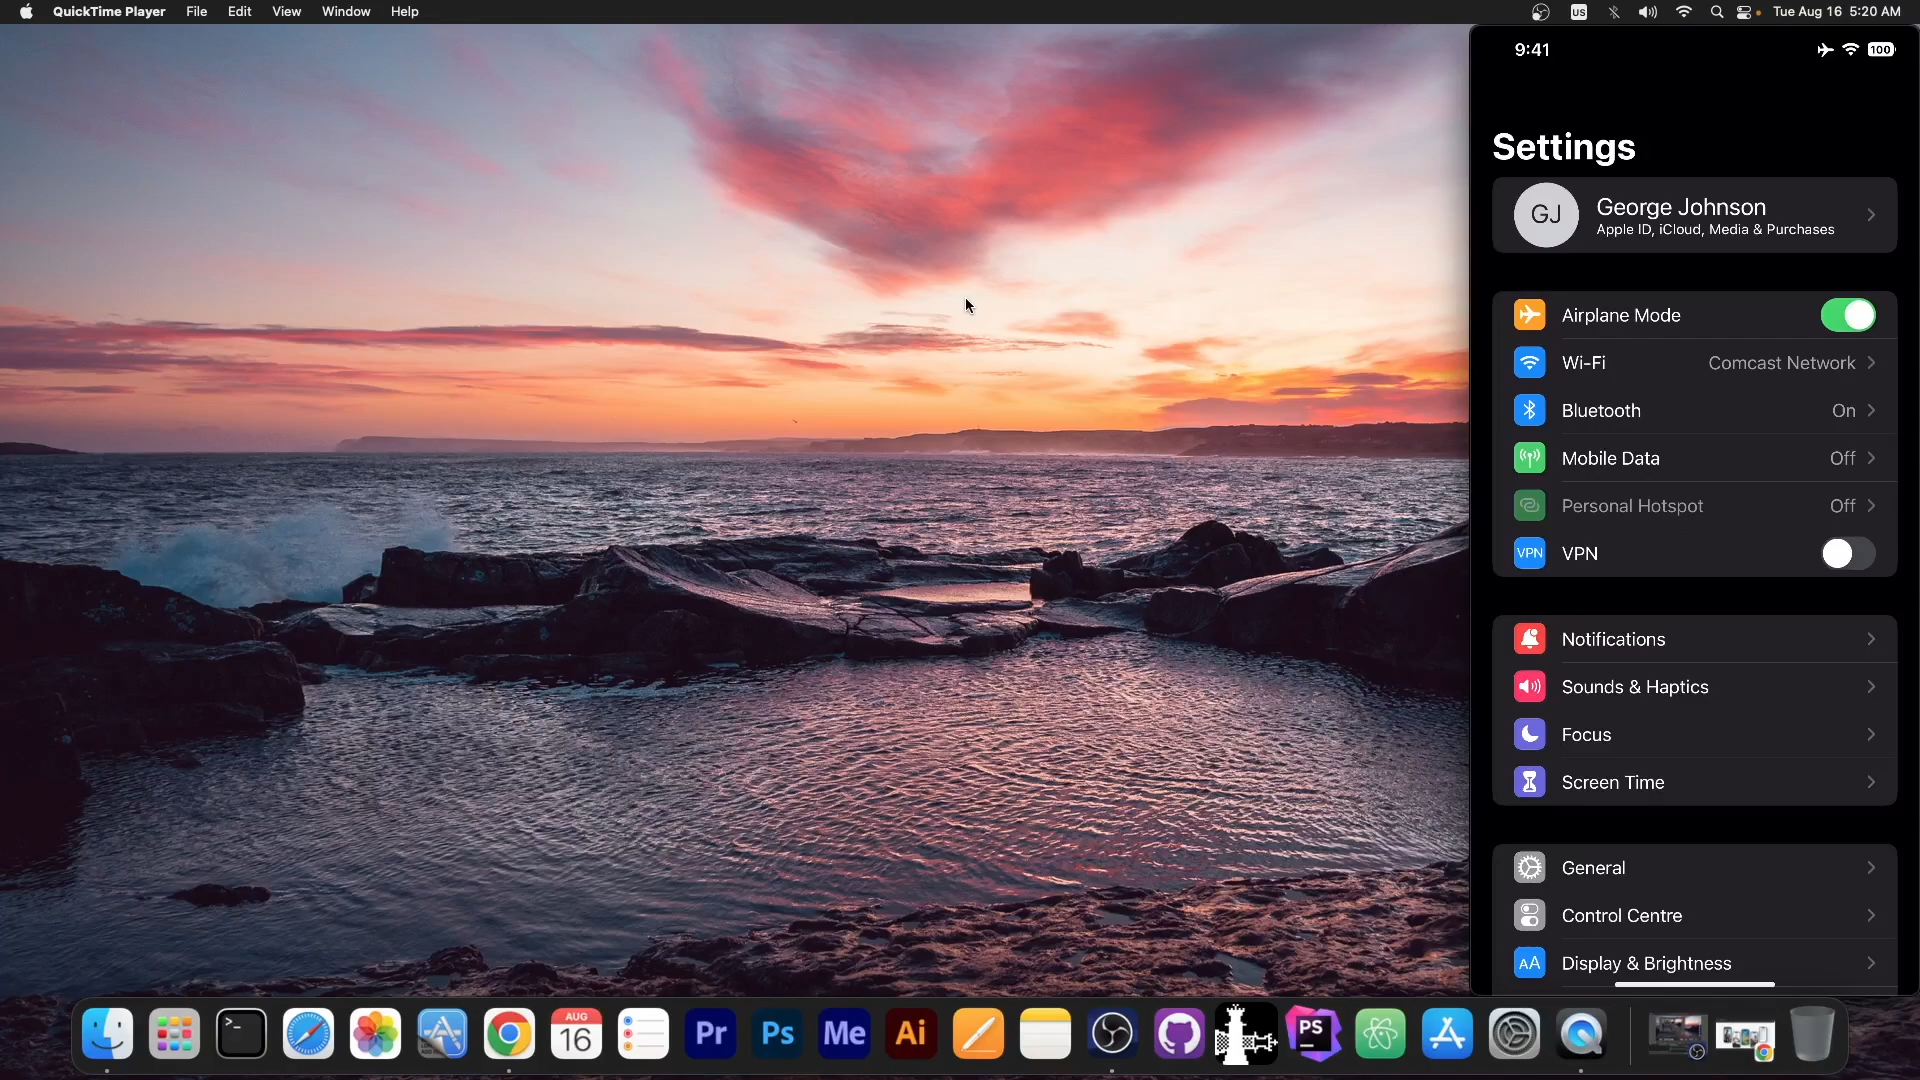 QuickTime Player File Edit View Window Help
US
Tue Aug 16 5:20 AM
9:41
100
Settings
GJ
George Johnson
Apple ID, iCloud, Media & Purchases
Airplane Mode
Wi-Fi Comcast Network
Bluetooth On
Mobile Data Off
Personal Hotspot Off
VPN VPN
Notifications
Sounds & Haptics
Focus
Screen Time
General
Control Centre
AA Display & Brightness
>_
AUG
16
Pr
Ps
Me
Ai
PS